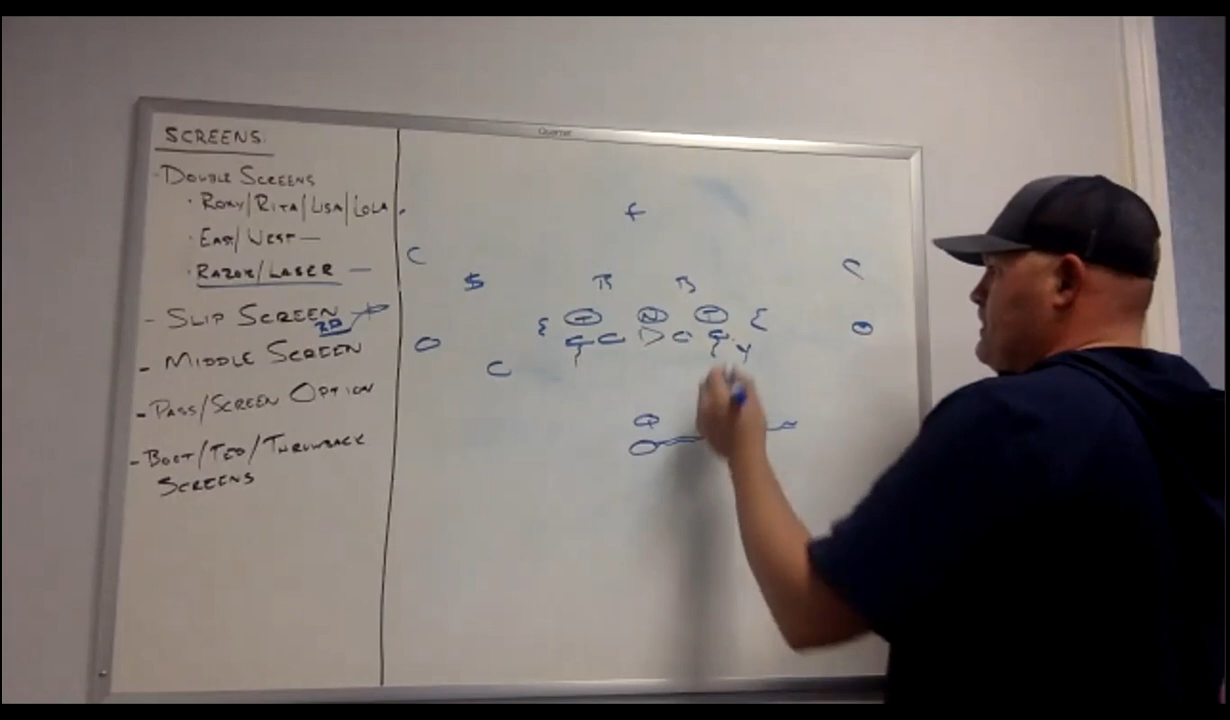 Quartet
SCREENS.
· DOUBLE SCREENS
· ROXY/RITA/LISA/LOLA
· EAST/WEST —
· RAZOR/LASER —
- SLIP SCREEN
- MIDDLE SCREEN
- PASS/SCREEN OPTION
- BOOT/TED/THROWBACK
SCREENS
F
C
C
$
B B
E T N T E
Y
C
Q